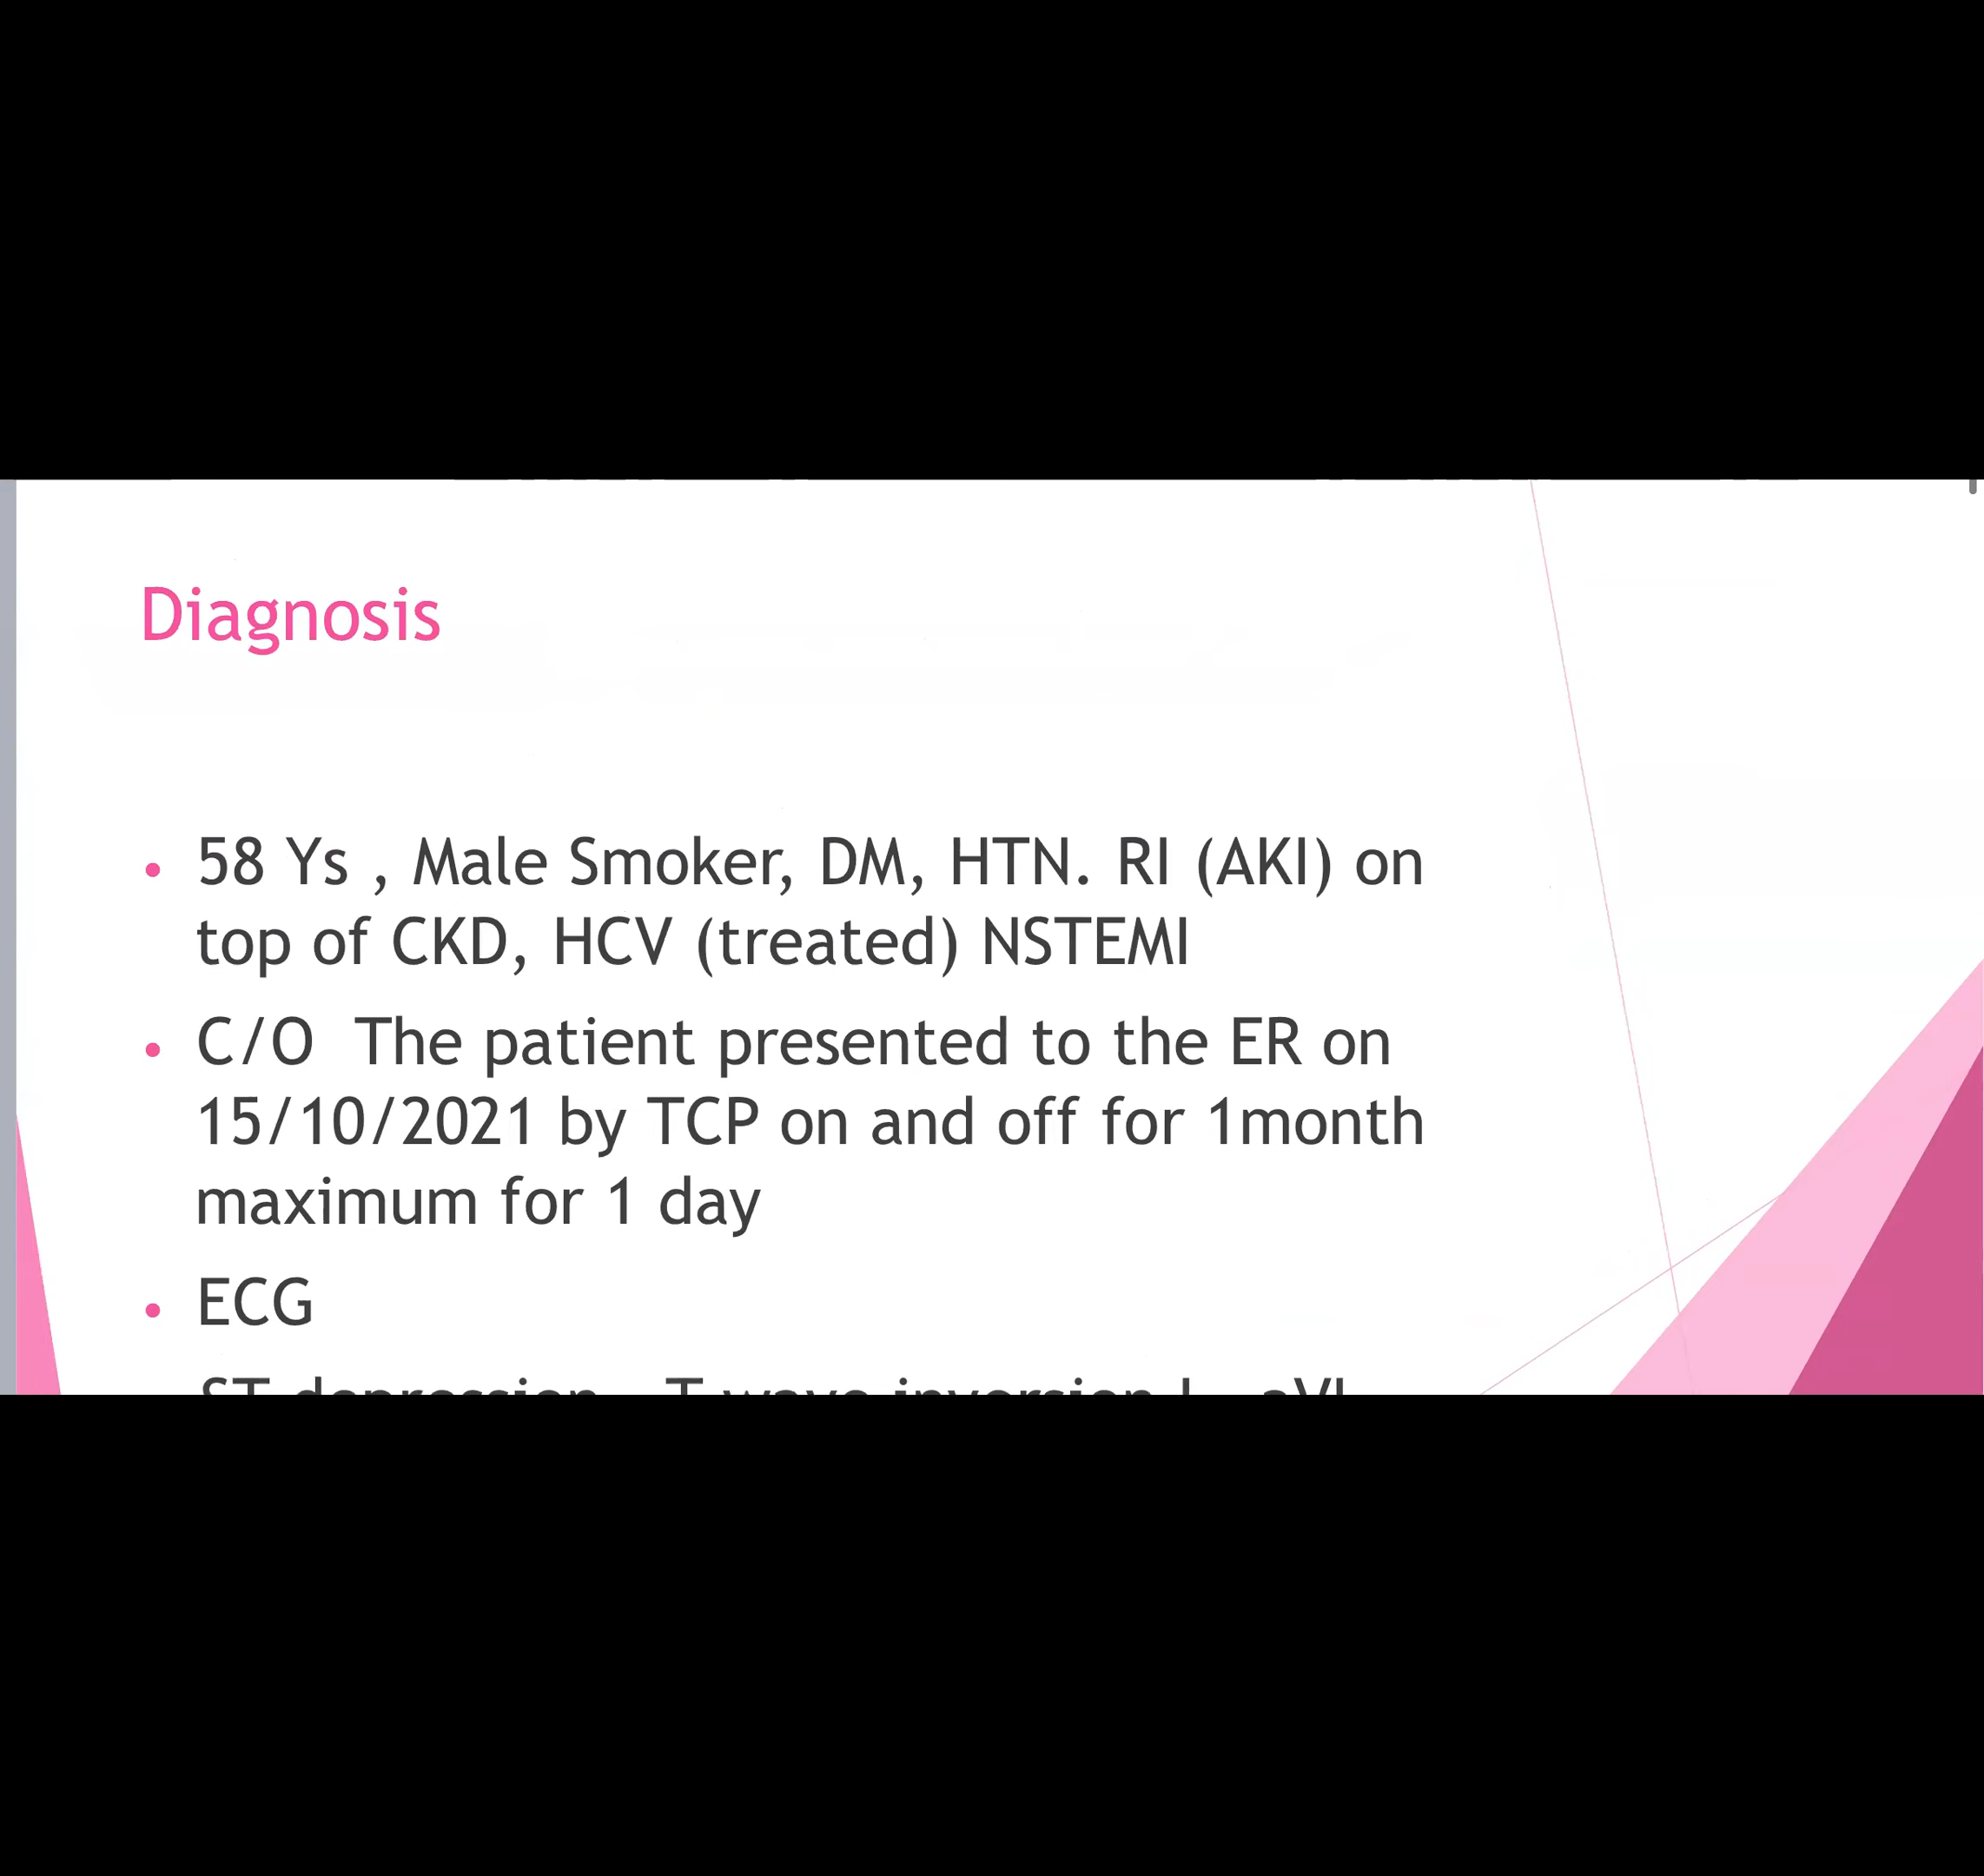 Diagnosis
• 58 Ys , Male Smoker, DM, HTN. RI (AKI) on
top of CKD, HCV (treated) NSTEMI
• C/O The patient presented to the ER on
15/10/2021 by TCP on and off for 1month
maximum for 1 day
• ECG
ST depression T wave inversion I aVL